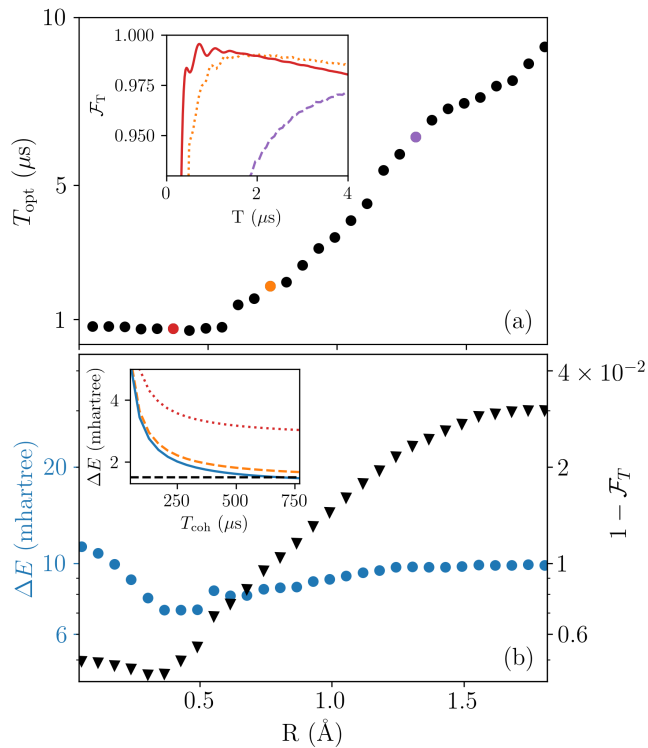 10
5
1
T_opt (μs)
1.000
0.975
0.950
F_T
0
2
4
T (μs)
(a)
20
10
6
ΔE (mhartree)
4
2
ΔE (mhartree)
250
500
750
T_coh (μs)
4 × 10⁻²
2
1
0.6
1 − F_T
(b)
0.5
1.0
1.5
R (Å)